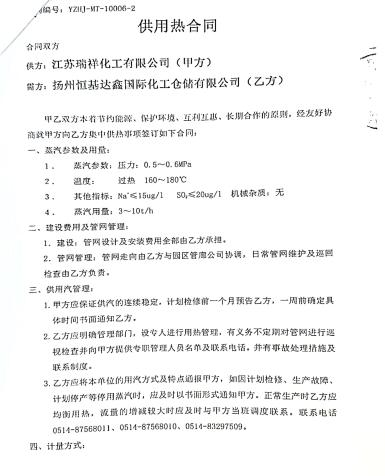 编号: YZHJ-MT-10006-2
供用热合同
合同双方
供方: 江苏瑞祥化工有限公司（甲方）
需方: 扬州恒基达鑫国际化工仓储有限公司（乙方）
甲乙双方本着节约能源、保护环境、互利互惠、长期合作的原则, 经友好协
商就甲方向乙方集中供热事项签订如下合同:
一、蒸汽参数及用量:
1、 蒸汽参数: 压力: 0.5～0.6MPa
2、 温度: 过热 160～180℃
3、 其他指标: Na⁺≤15ug/l SO₂≤20ug/l 机械杂质: 无
4、 蒸汽用量: 3～10t/h
二、建设费用及管网管理:
1. 建设: 管网设计及安装费用全部由乙方承担。
2. 管网管理: 管网走向由乙方与园区管廊公司协调, 日常管网维护及巡回
检查由乙方负责。
三、供用汽管理:
1. 甲方应保证供汽的连续稳定, 计划检修前一个月预告乙方, 一周前确定具
体时间书面通知乙方。
2. 乙方应明确管理部门, 设专人进行用热管理, 有义务不定期对管网进行巡
视检查并向甲方提供专职管理人员名单及联系电话, 并有事故处理措施及
联系制度。
3. 乙方应将本单位的用汽方式及特点通报甲方, 如因计划检修、生产故障、
计划停产等停用蒸汽时, 应及时以书面形式通知甲方。正常生产时乙方应
均衡用热, 流量的增减较大时应及时与甲方当班调度联系。联系电话
0514-87568011、0514-87568010、0514-83297509。
四、计量方式: